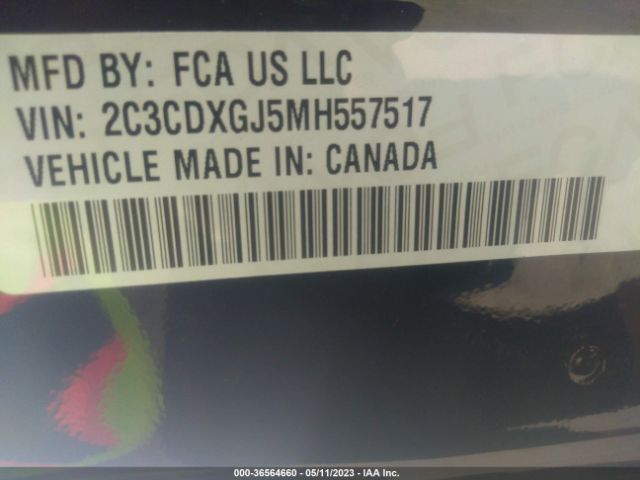 MFD BY: FCA US LLC
VIN: 2C3CDXGJ5MH557517
VEHICLE MADE IN: CANADA
000-36564660 - 05/11/2023 - IAA Inc.